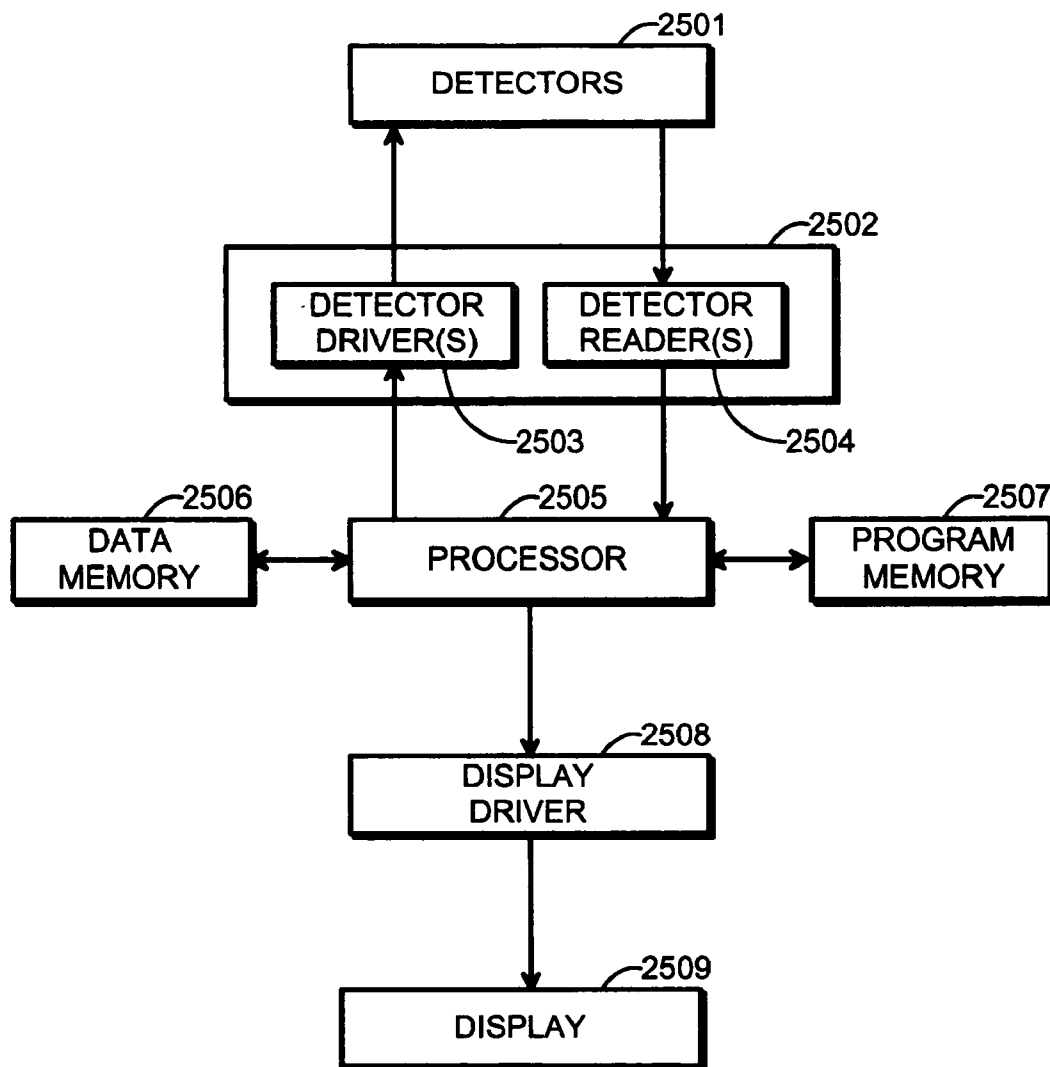 2501
DETECTORS
2502
DETECTOR
DRIVER(S)
DETECTOR
READER(S)
2503
2504
2506
2505
2507
DATA
MEMORY
PROCESSOR
PROGRAM
MEMORY
2508
DISPLAY
DRIVER
2509
DISPLAY